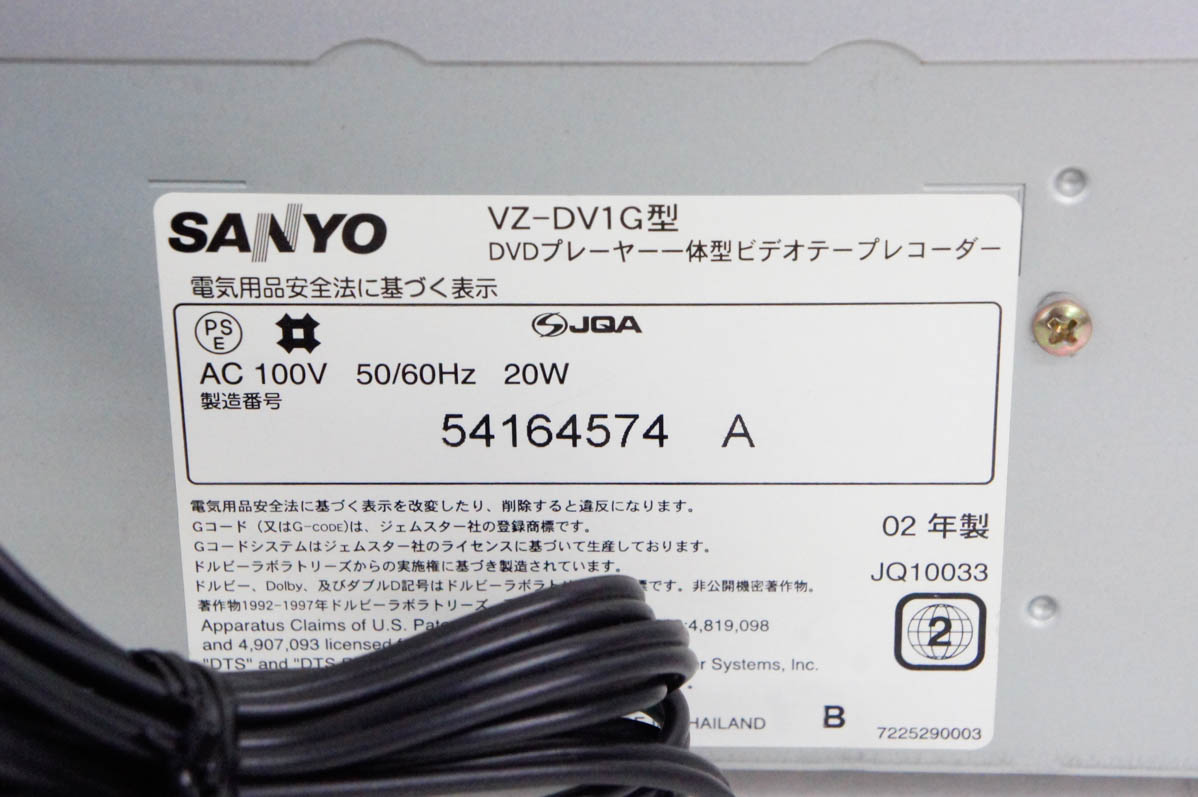 SANYO
VZ-DV1G型
DVDプレーヤー一体型ビデオテープレコーダー
電気用品安全法に基づく表示
PS
E
JQA
AC 100V 50/60Hz 20W
製造番号
54164574 A
電気用品安全法に基づく表示を改変したり、削除すると違反になります。
Gコード (又はG-CODE)は、ジェムスター社の登録商標です。
Gコードシステムはジェムスター社のライセンスに基づいて生産しております。
ドルビーラボラトリーズからの実施権に基づき製造されています。
ドルビー、Dolby、及びダブルD記号はドルビーラボラト です。非公開機密著作物。
著作物1992-1997年ドルビーラボラトリーズ
Apparatus Claims of U.S. 4,819,098
and 4,907,093 licensed
"DTS" and "DTS Systems, Inc.
THAILAND
02 年製
JQ10033
2
B
7225290003